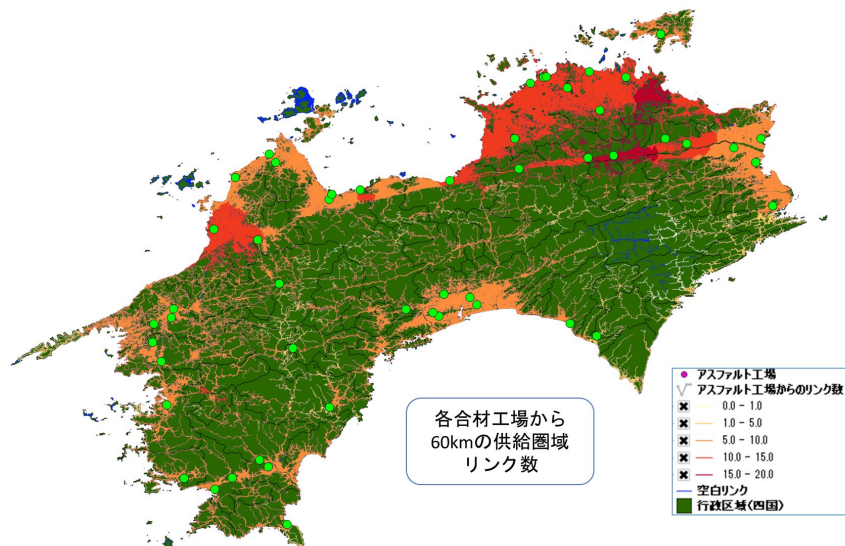 各合材工場から
60kmの供給圏域
リンク数
アスファルト工場
アスファルト工場からのリンク数
0.0 - 1.0
1.0 - 5.0
5.0 - 10.0
10.0 - 15.0
15.0 - 20.0
空白リンク
行政区域(四国)